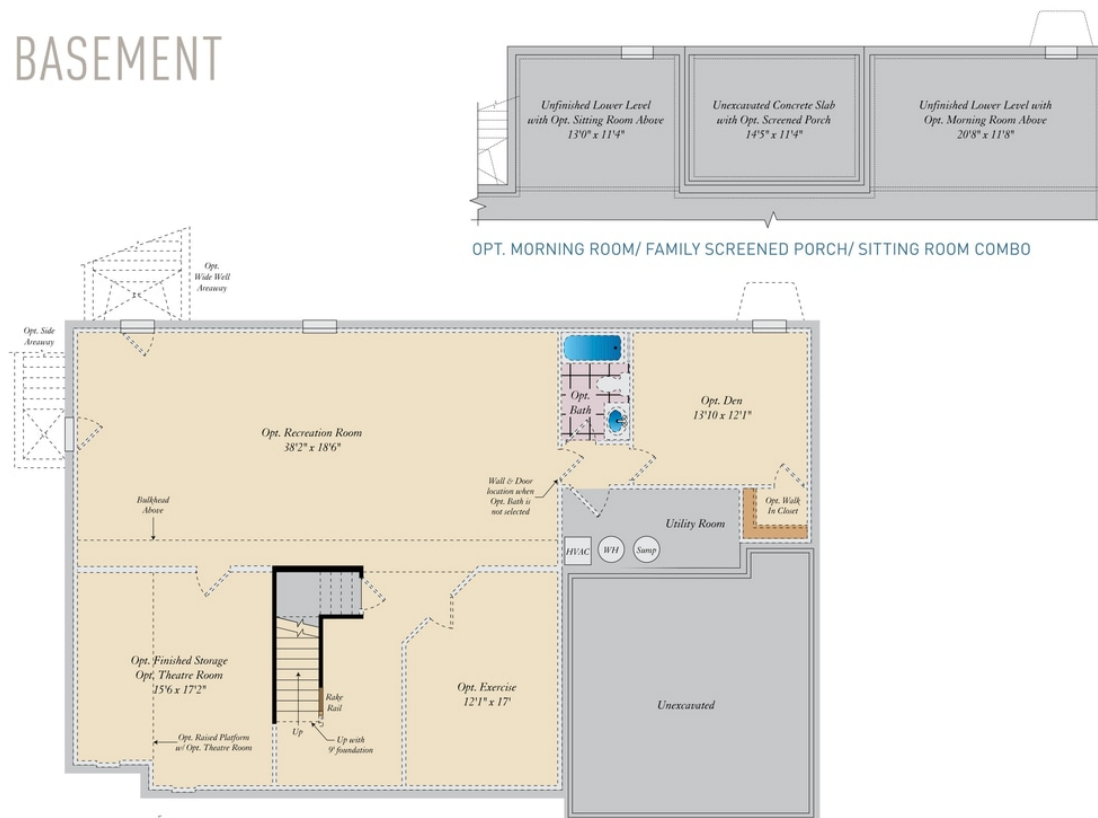 BASEMENT
Unfinished Lower Level
with Opt. Sitting Room Above
13'0" x 11'4"
Unexcavated Concrete Slab
with Opt. Screened Porch
14'5" x 11'4"
Unfinished Lower Level with
Opt. Morning Room Above
20'8" x 11'8"
OPT. MORNING ROOM/ FAMILY SCREENED PORCH/ SITTING ROOM COMBO
Opt.
Wide Well
Areaway
Opt. Side
Areaway
Opt. Recreation Room
38'2" x 18'6"
Opt.
Bath
Opt. Den
13'10 x 12'1"
Wall & Door
location when
Opt. Bath is
not selected
Opt. Walk
In Closet
Bulkhead
Above
Utility Room
HVAC
WH
Sump
Opt. Finished Storage
Opt. Theatre Room
15'6 x 17'2"
Opt. Exercise
12'1" x 17'
Rake
Rail
Up
Up with
9' foundation
Opt. Raised Platform
w/ Opt. Theatre Room
Unexcavated